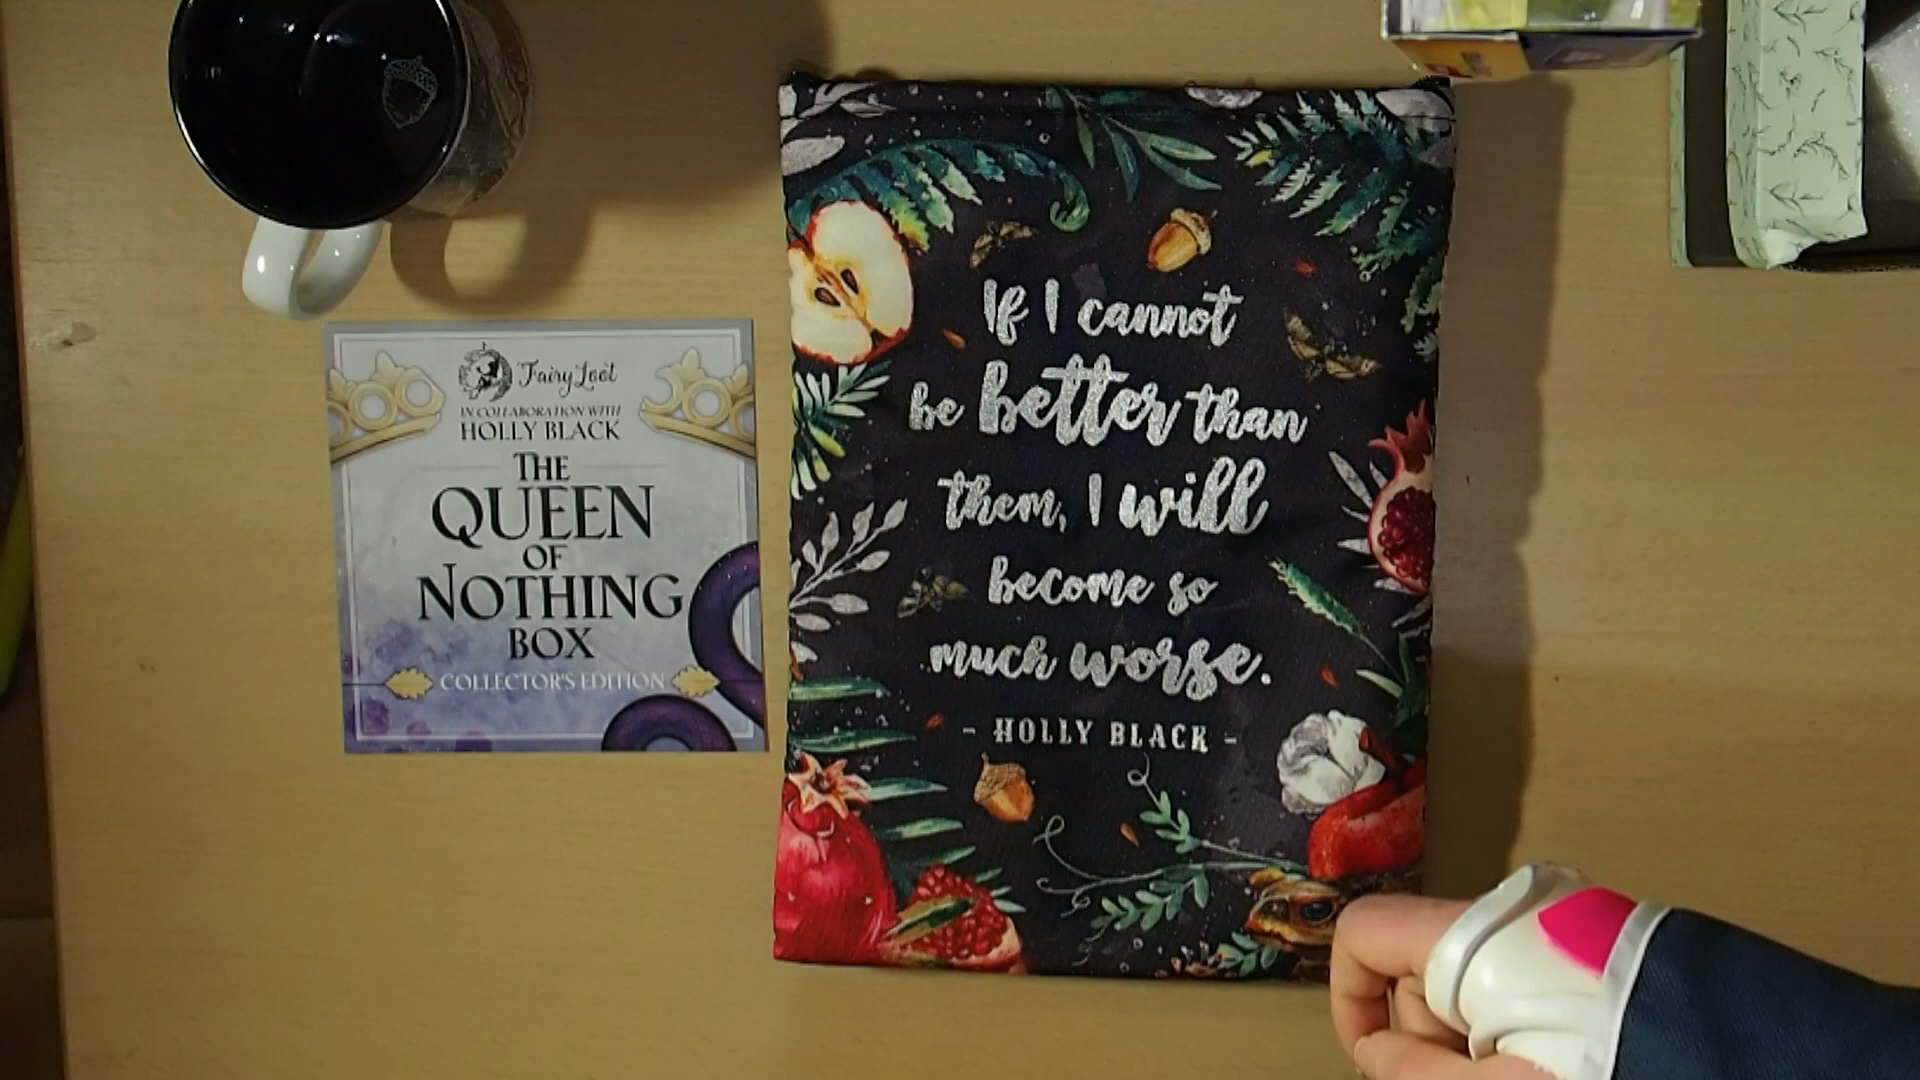 FairyLoot
IN COLLABORATION WITH
HOLLY BLACK
THE
QUEEN
OF
NOTHING
BOX
COLLECTOR'S EDITION
If I cannot
be better than
them, I will
become so
much worse.
- HOLLY BLACK -